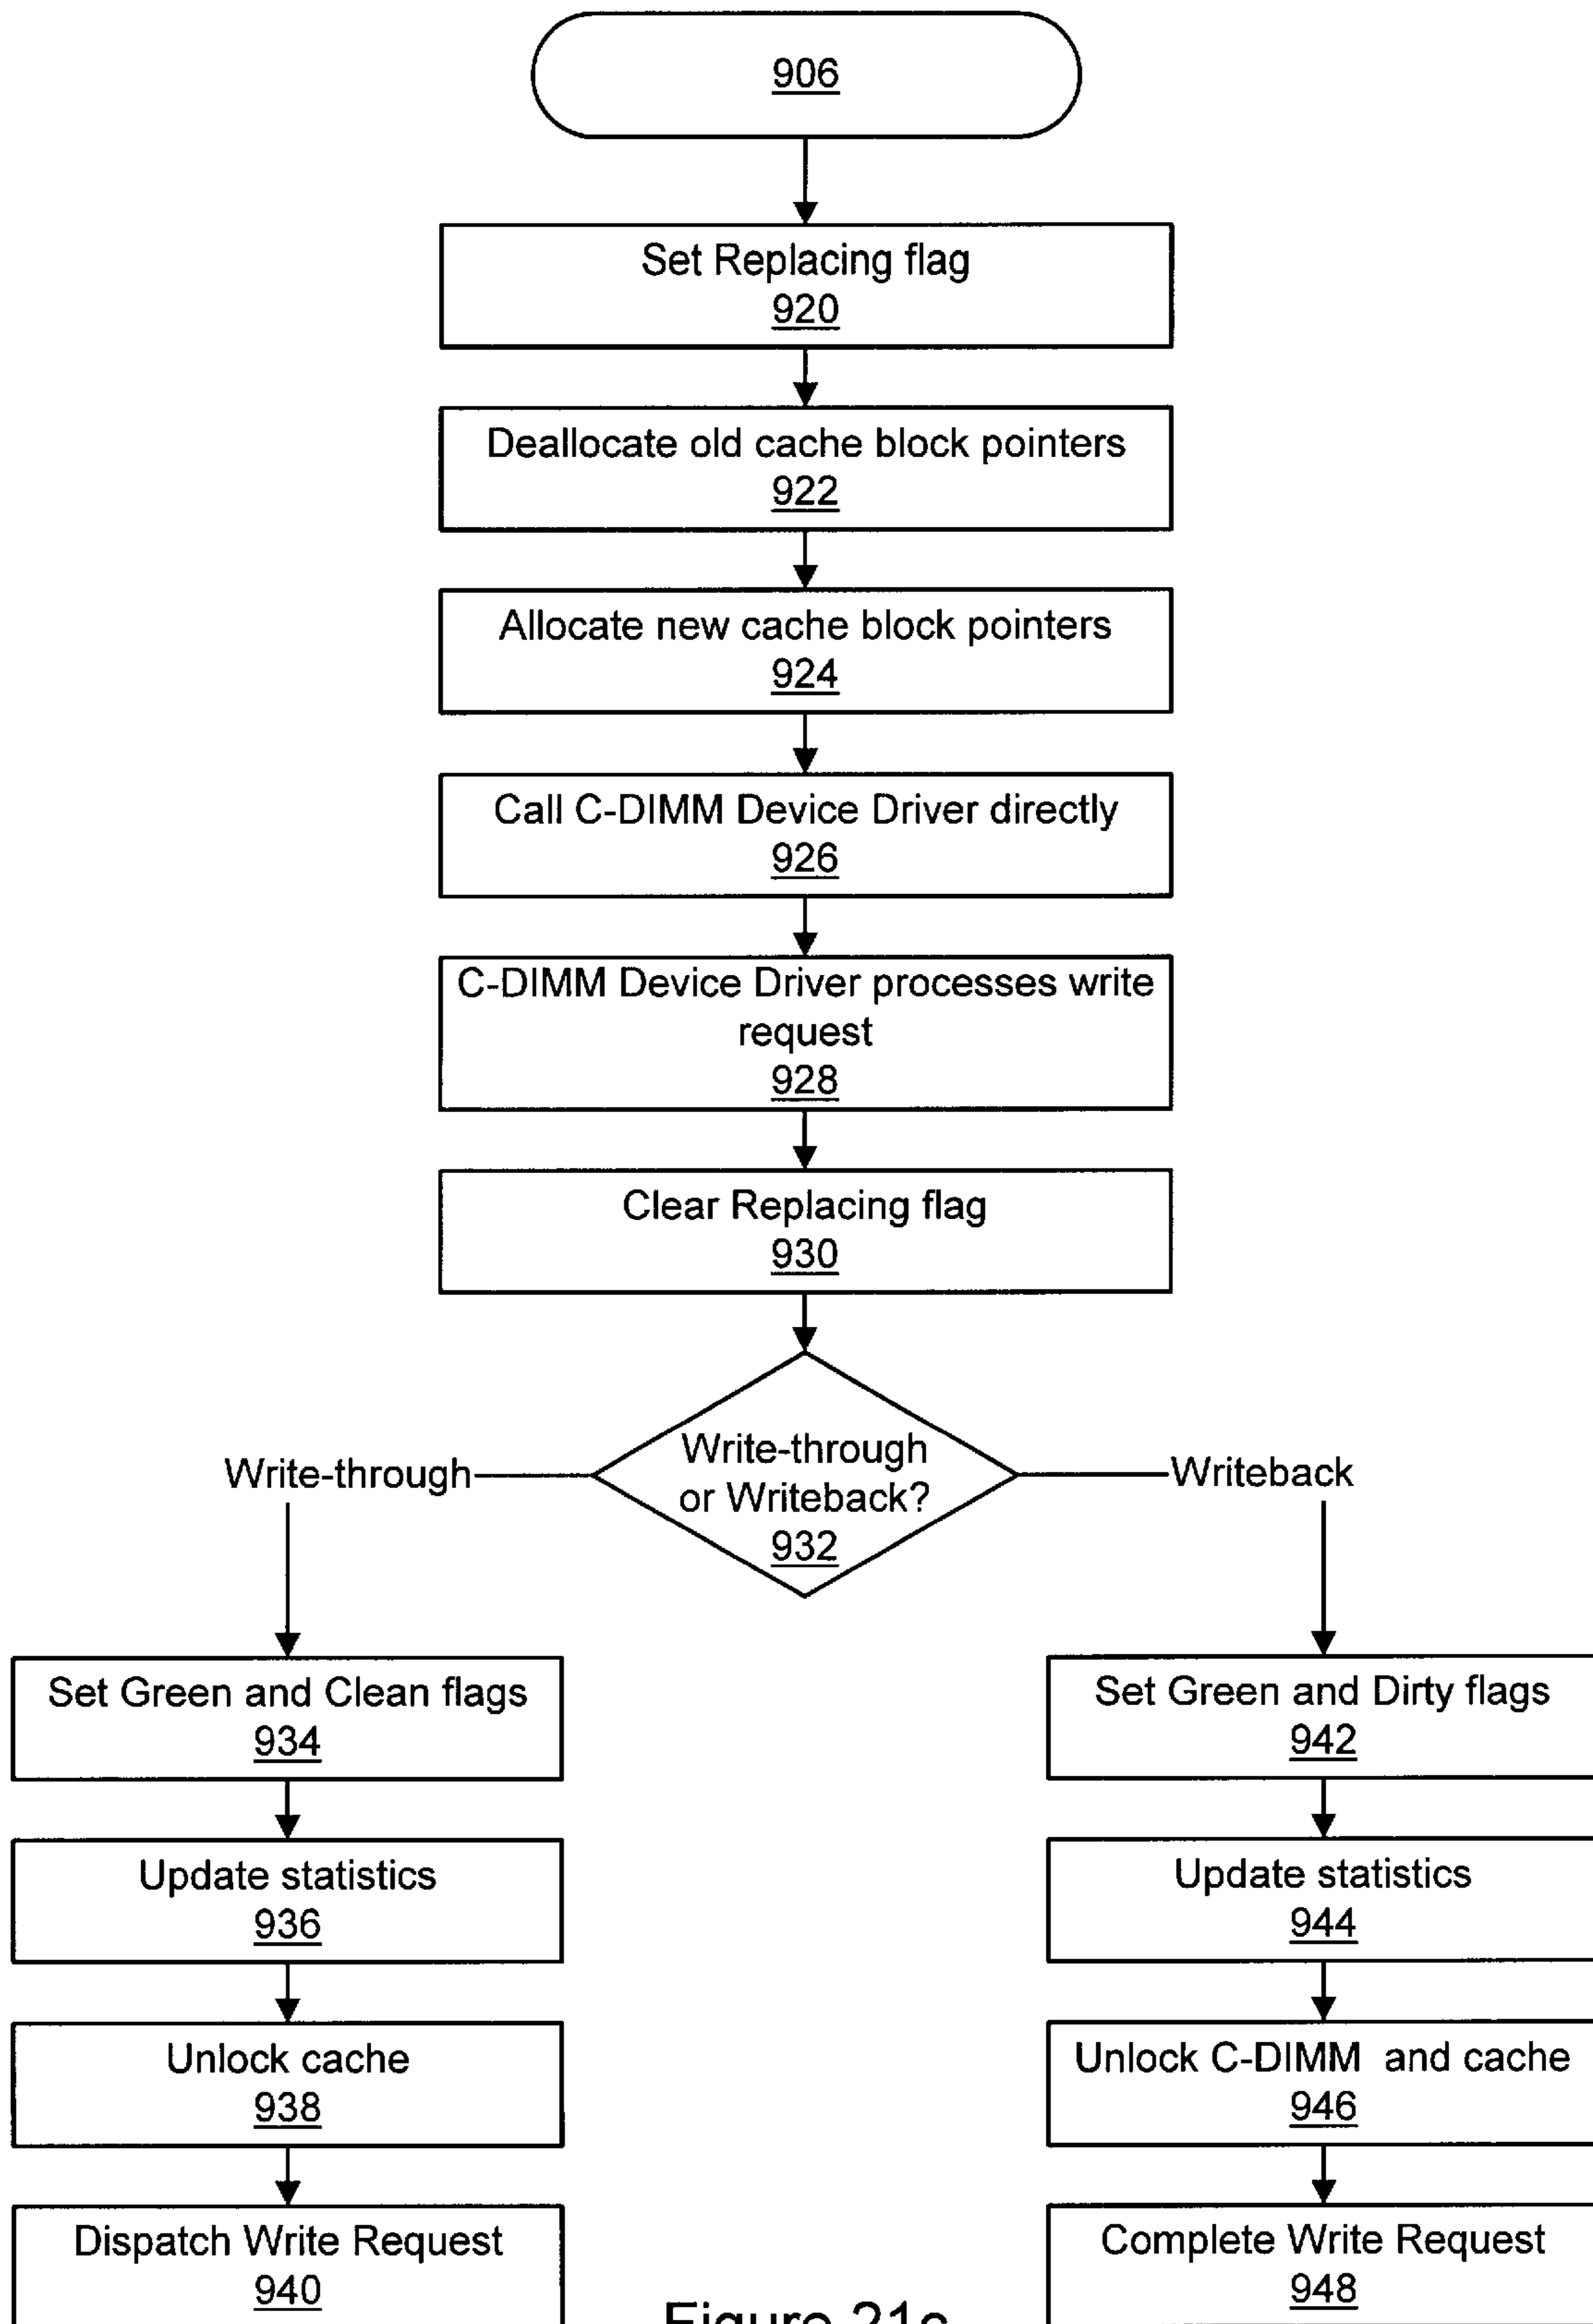 906
Set Replacing flag
920
Deallocate old cache block pointers
922
Allocate new cache block pointers
924
Call C-DIMM Device Driver directly
926
C-DIMM Device Driver processes write
request
928
Clear Replacing flag
930
Write-through
or Writeback?
932
Write-through
Writeback
Set Green and Clean flags
934
Update statistics
936
Unlock cache
938
Dispatch Write Request
940
Set Green and Dirty flags
942
Update statistics
944
Unlock C-DIMM and cache
946
Complete Write Request
948
Figure 21c